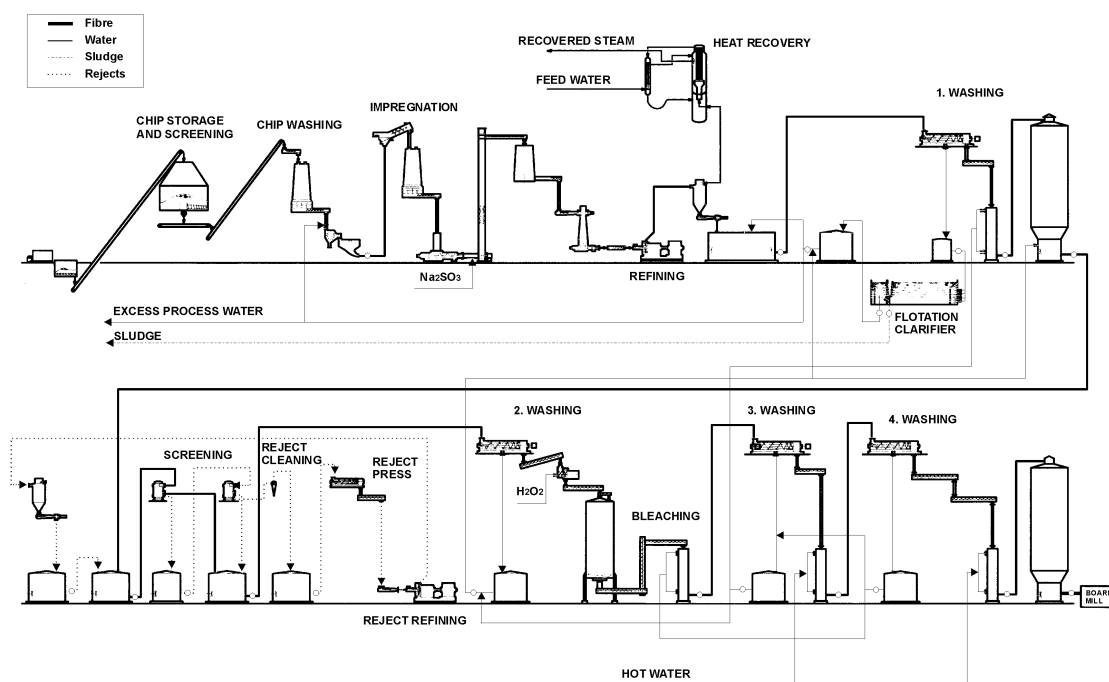 Fibre
Water
Sludge
Rejects
RECOVERED STEAM
HEAT RECOVERY
FEED WATER
1. WASHING
IMPREGNATION
CHIP STORAGE
AND SCREENING
CHIP WASHING
Na2SO3
REFINING
EXCESS PROCESS WATER
FLOTATION
CLARIFIER
SLUDGE
2. WASHING
3. WASHING
4. WASHING
SCREENING
REJECT
CLEANING
REJECT
PRESS
H2O2
BLEACHING
BOARD
MILL
REJECT REFINING
HOT WATER